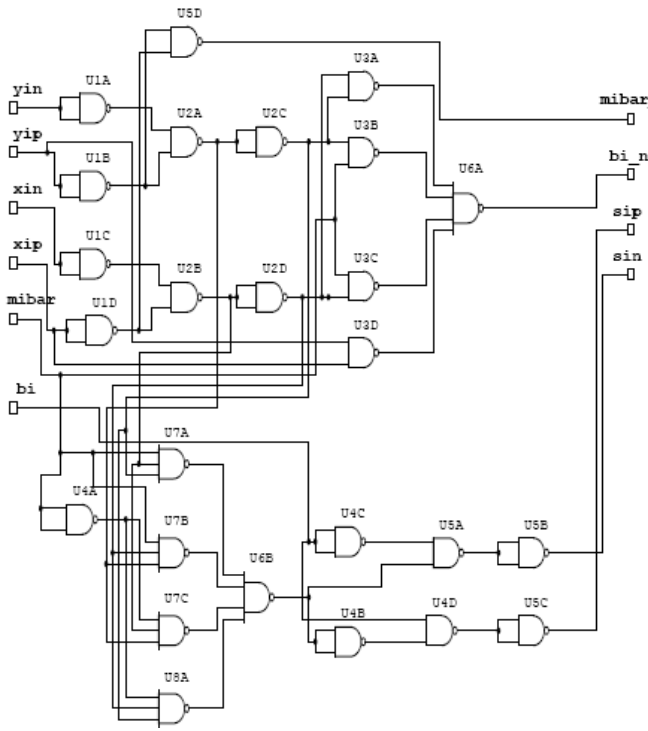 U5D
yin
U1A
U3A
mibar
yip
U2A
U2C
U1B
U3B
bi_n
U6A
xin
sip
U1C
xip
U2B
U2D
U3C
sin
mibar
U1D
U3D
bi
U7A
U4A
U4C
U5A
U5B
U7B
U6B
U7C
U4B
U4D
U5C
U8A